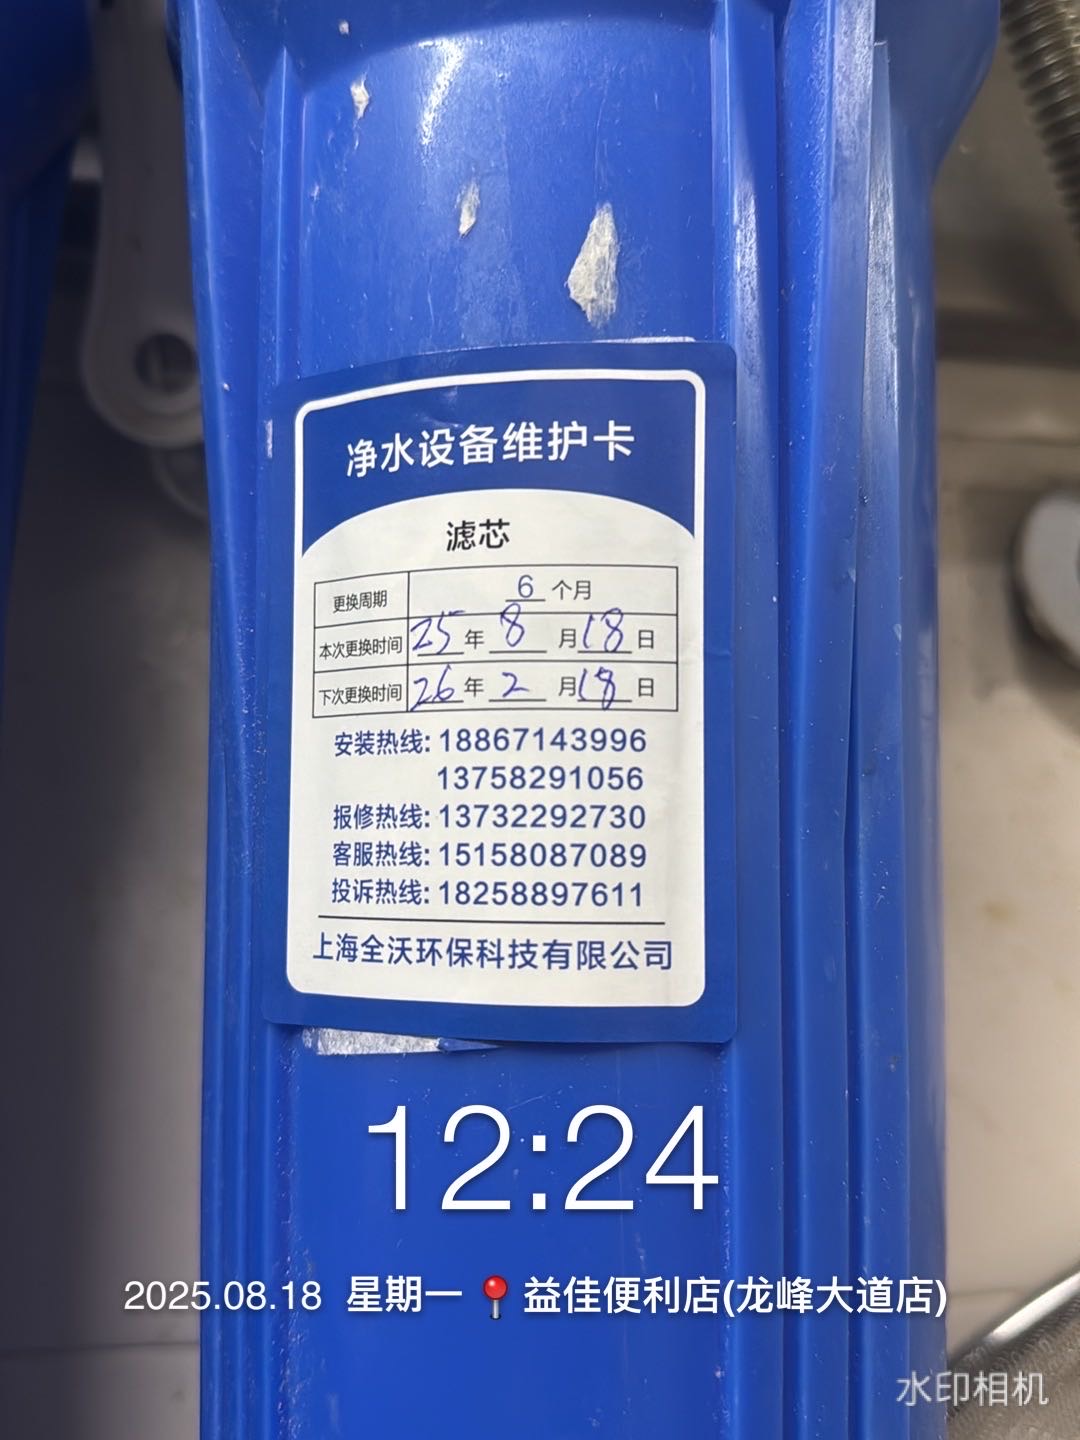 净水设备维护卡
滤芯
更换周期 6 个月
本次更换时间 25 年 8 月 18 日
下次更换时间 26 年 2 月 18 日
安装热线: 18867143996
13758291056
报修热线: 13732292730
客服热线: 15158087089
投诉热线: 18258897611
上海全沃环保科技有限公司
12:24
2025.08.18 星期一 📍益佳便利店(龙峰大道店)
水印相机